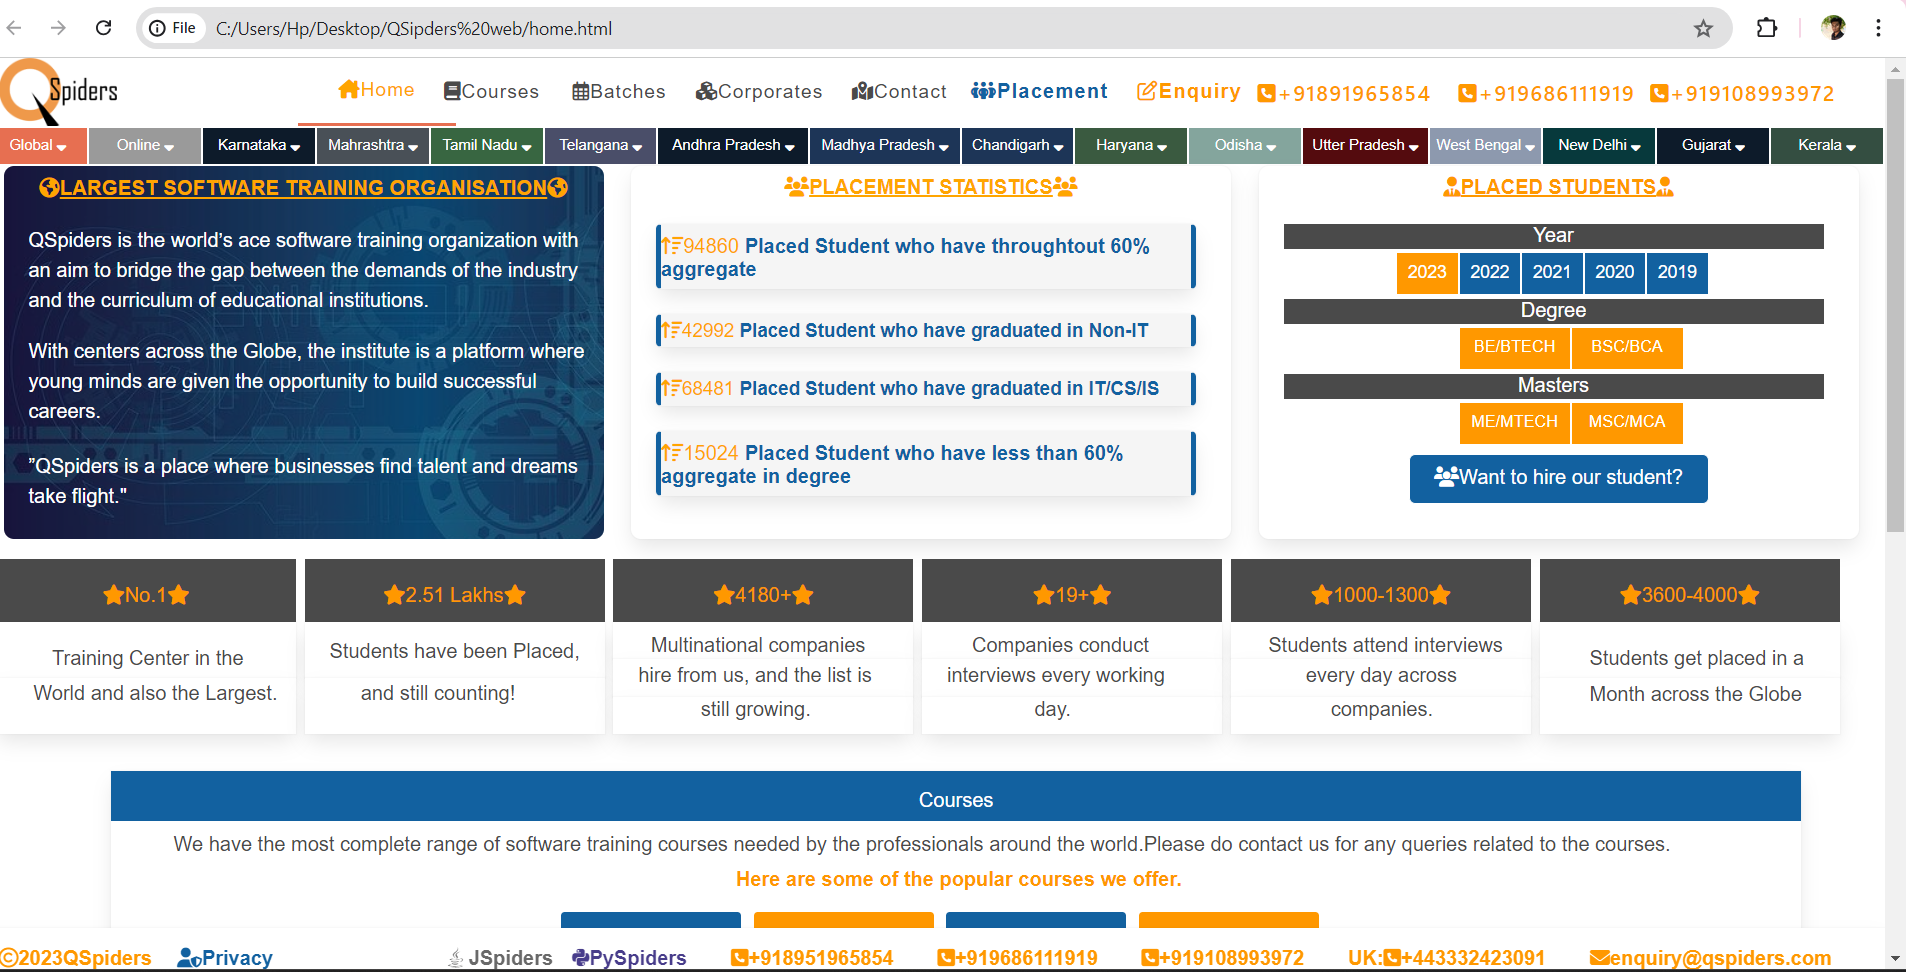 File C:/Users/Hp/Desktop/QSipders%20web/home.html
QSpiders Home Courses Batches Corporates Contact Placement Enquiry +91891965854 +919686111919 +919108993972
Global Online Karnataka Mahrashtra Tamil Nadu Telangana Andhra Pradesh Madhya Pradesh Chandigarh Haryana Odisha Utter Pradesh West Bengal New Delhi Gujarat Kerala
LARGEST SOFTWARE TRAINING ORGANISATION
QSpiders is the world’s ace software training organization with
an aim to bridge the gap between the demands of the industry
and the curriculum of educational institutions.
With centers across the Globe, the institute is a platform where
young minds are given the opportunity to build successful
careers.
”QSpiders is a place where businesses find talent and dreams
take flight."
PLACEMENT STATISTICS
94860 Placed Student who have throughtout 60%
aggregate
42992 Placed Student who have graduated in Non-IT
68481 Placed Student who have graduated in IT/CS/IS
15024 Placed Student who have less than 60%
aggregate in degree
PLACED STUDENTS
Year
2023 2022 2021 2020 2019
Degree
BE/BTECH BSC/BCA
Masters
ME/MTECH MSC/MCA
Want to hire our student?
No.1
Training Center in the
World and also the Largest.
2.51 Lakhs
Students have been Placed,
and still counting!
4180+
Multinational companies
hire from us, and the list is
still growing.
19+
Companies conduct
interviews every working
day.
1000-1300
Students attend interviews
every day across
companies.
3600-4000
Students get placed in a
Month across the Globe
Courses
We have the most complete range of software training courses needed by the professionals around the world.Please do contact us for any queries related to the courses.
Here are some of the popular courses we offer.
©2023QSpiders Privacy JSpiders PySpiders +918951965854 +919686111919 +919108993972 UK:+443332423091 enquiry@qspiders.com